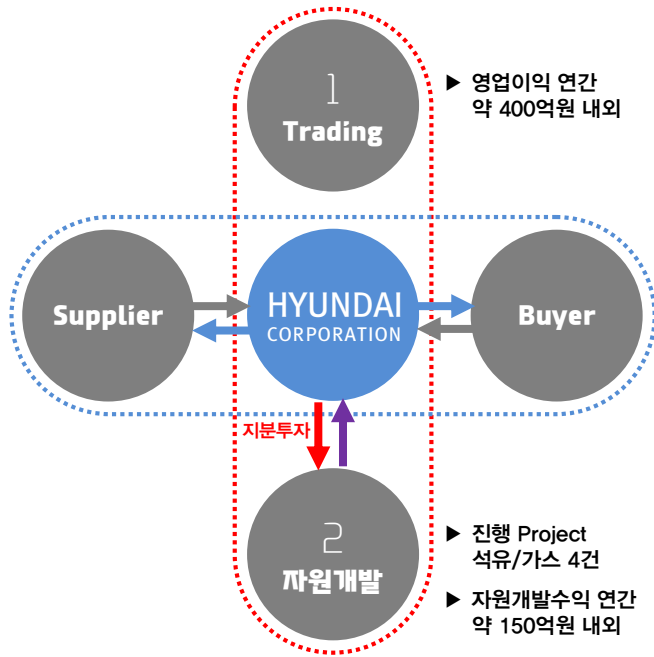 1
Trading
▶ 영업이익 연간
약 400억원 내외
Supplier
HYUNDAI
CORPORATION
Buyer
지분투자
2
자원개발
▶ 진행 Project
석유/가스 4건
▶ 자원개발수익 연간
약 150억원 내외